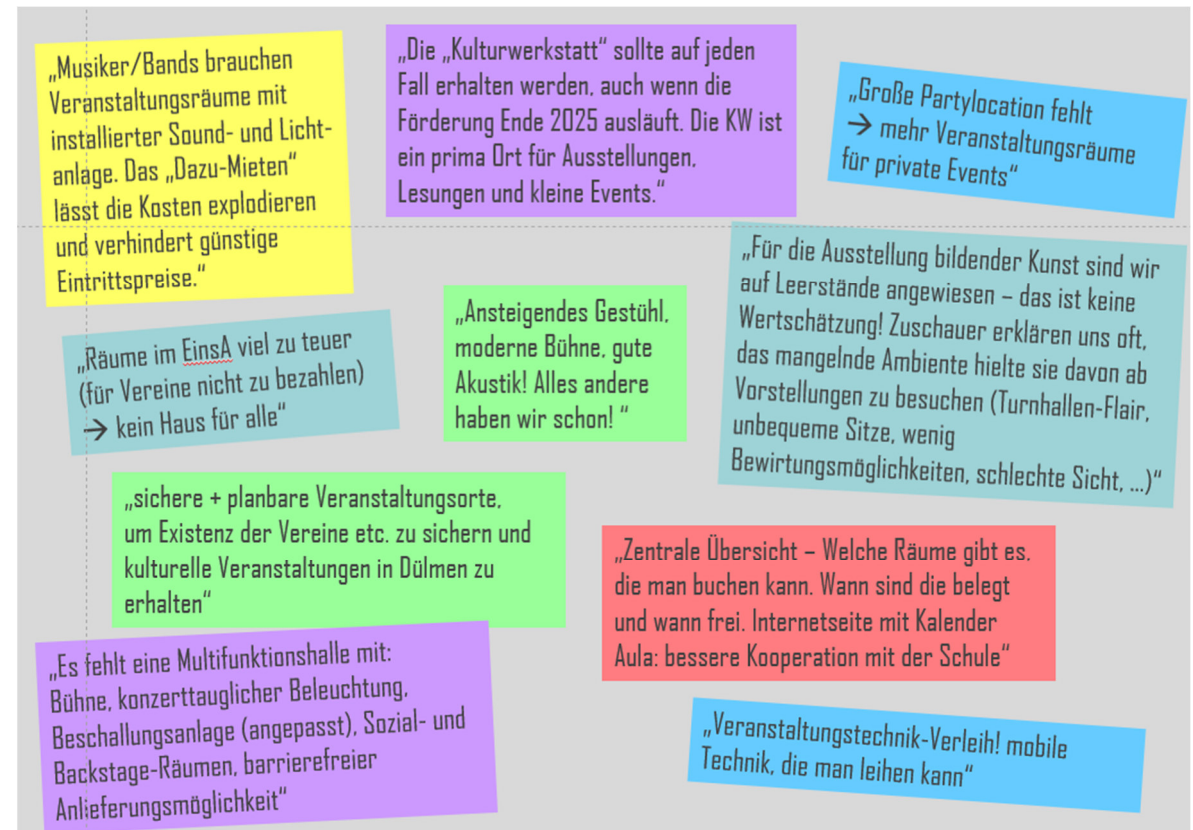 „Musiker/Bands brauchen
Veranstaltungsräume mit
installierter Sound- und Licht-
anlage. Das „Dazu-Mieten“
lässt die Kosten explodieren
und verhindert günstige
Eintrittspreise.“
„Die „Kulturwerkstatt“ sollte auf jeden
Fall erhalten werden, auch wenn die
Förderung Ende 2025 ausläuft. Die KW ist
ein prima Ort für Ausstellungen,
Lesungen und kleine Events.“
„Große Partylocation fehlt
→ mehr Veranstaltungsräume
für private Events“
„Räume im EinsA viel zu teuer
(für Vereine nicht zu bezahlen)
→ kein Haus für alle“
„Ansteigendes Gestühl,
moderne Bühne, gute
Akustik! Alles andere
haben wir schon! “
„Für die Ausstellung bildender Kunst sind wir
auf Leerstände angewiesen – das ist keine
Wertschätzung! Zuschauer erklären uns oft,
das mangelnde Ambiente hielte sie davon ab
Vorstellungen zu besuchen (Turnhallen-Flair,
unbequeme Sitze, wenig
Bewirtungsmöglichkeiten, schlechte Sicht, ...)“
„sichere + planbare Veranstaltungsorte,
um Existenz der Vereine etc. zu sichern und
kulturelle Veranstaltungen in Dülmen zu
erhalten“
„Zentrale Übersicht – Welche Räume gibt es,
die man buchen kann. Wann sind die belegt
und wann frei. Internetseite mit Kalender
Aula: bessere Kooperation mit der Schule“
„Es fehlt eine Multifunktionshalle mit:
Bühne, konzerttauglicher Beleuchtung,
Beschallungsanlage (angepasst), Sozial- und
Backstage-Räumen, barrierefreier
Anlieferungsmöglichkeit“
„Veranstaltungstechnik-Verleih! mobile
Technik, die man leihen kann“